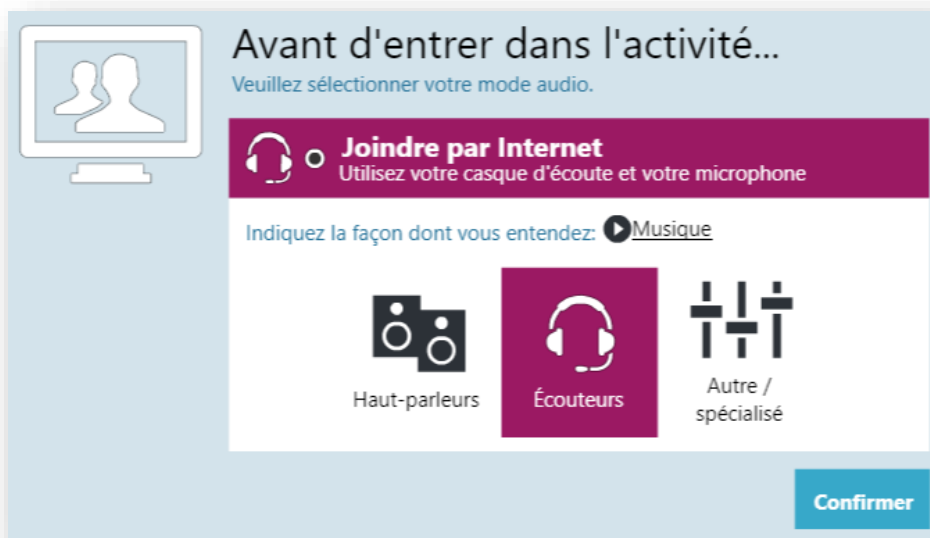 Avant d'entrer dans l'activité...
Veuillez sélectionner votre mode audio.
Joindre par Internet
Utilisez votre casque d'écoute et votre microphone
Indiquez la façon dont vous entendez: Musique
Haut-parleurs
Écouteurs
Autre /
spécialisé
Confirmer